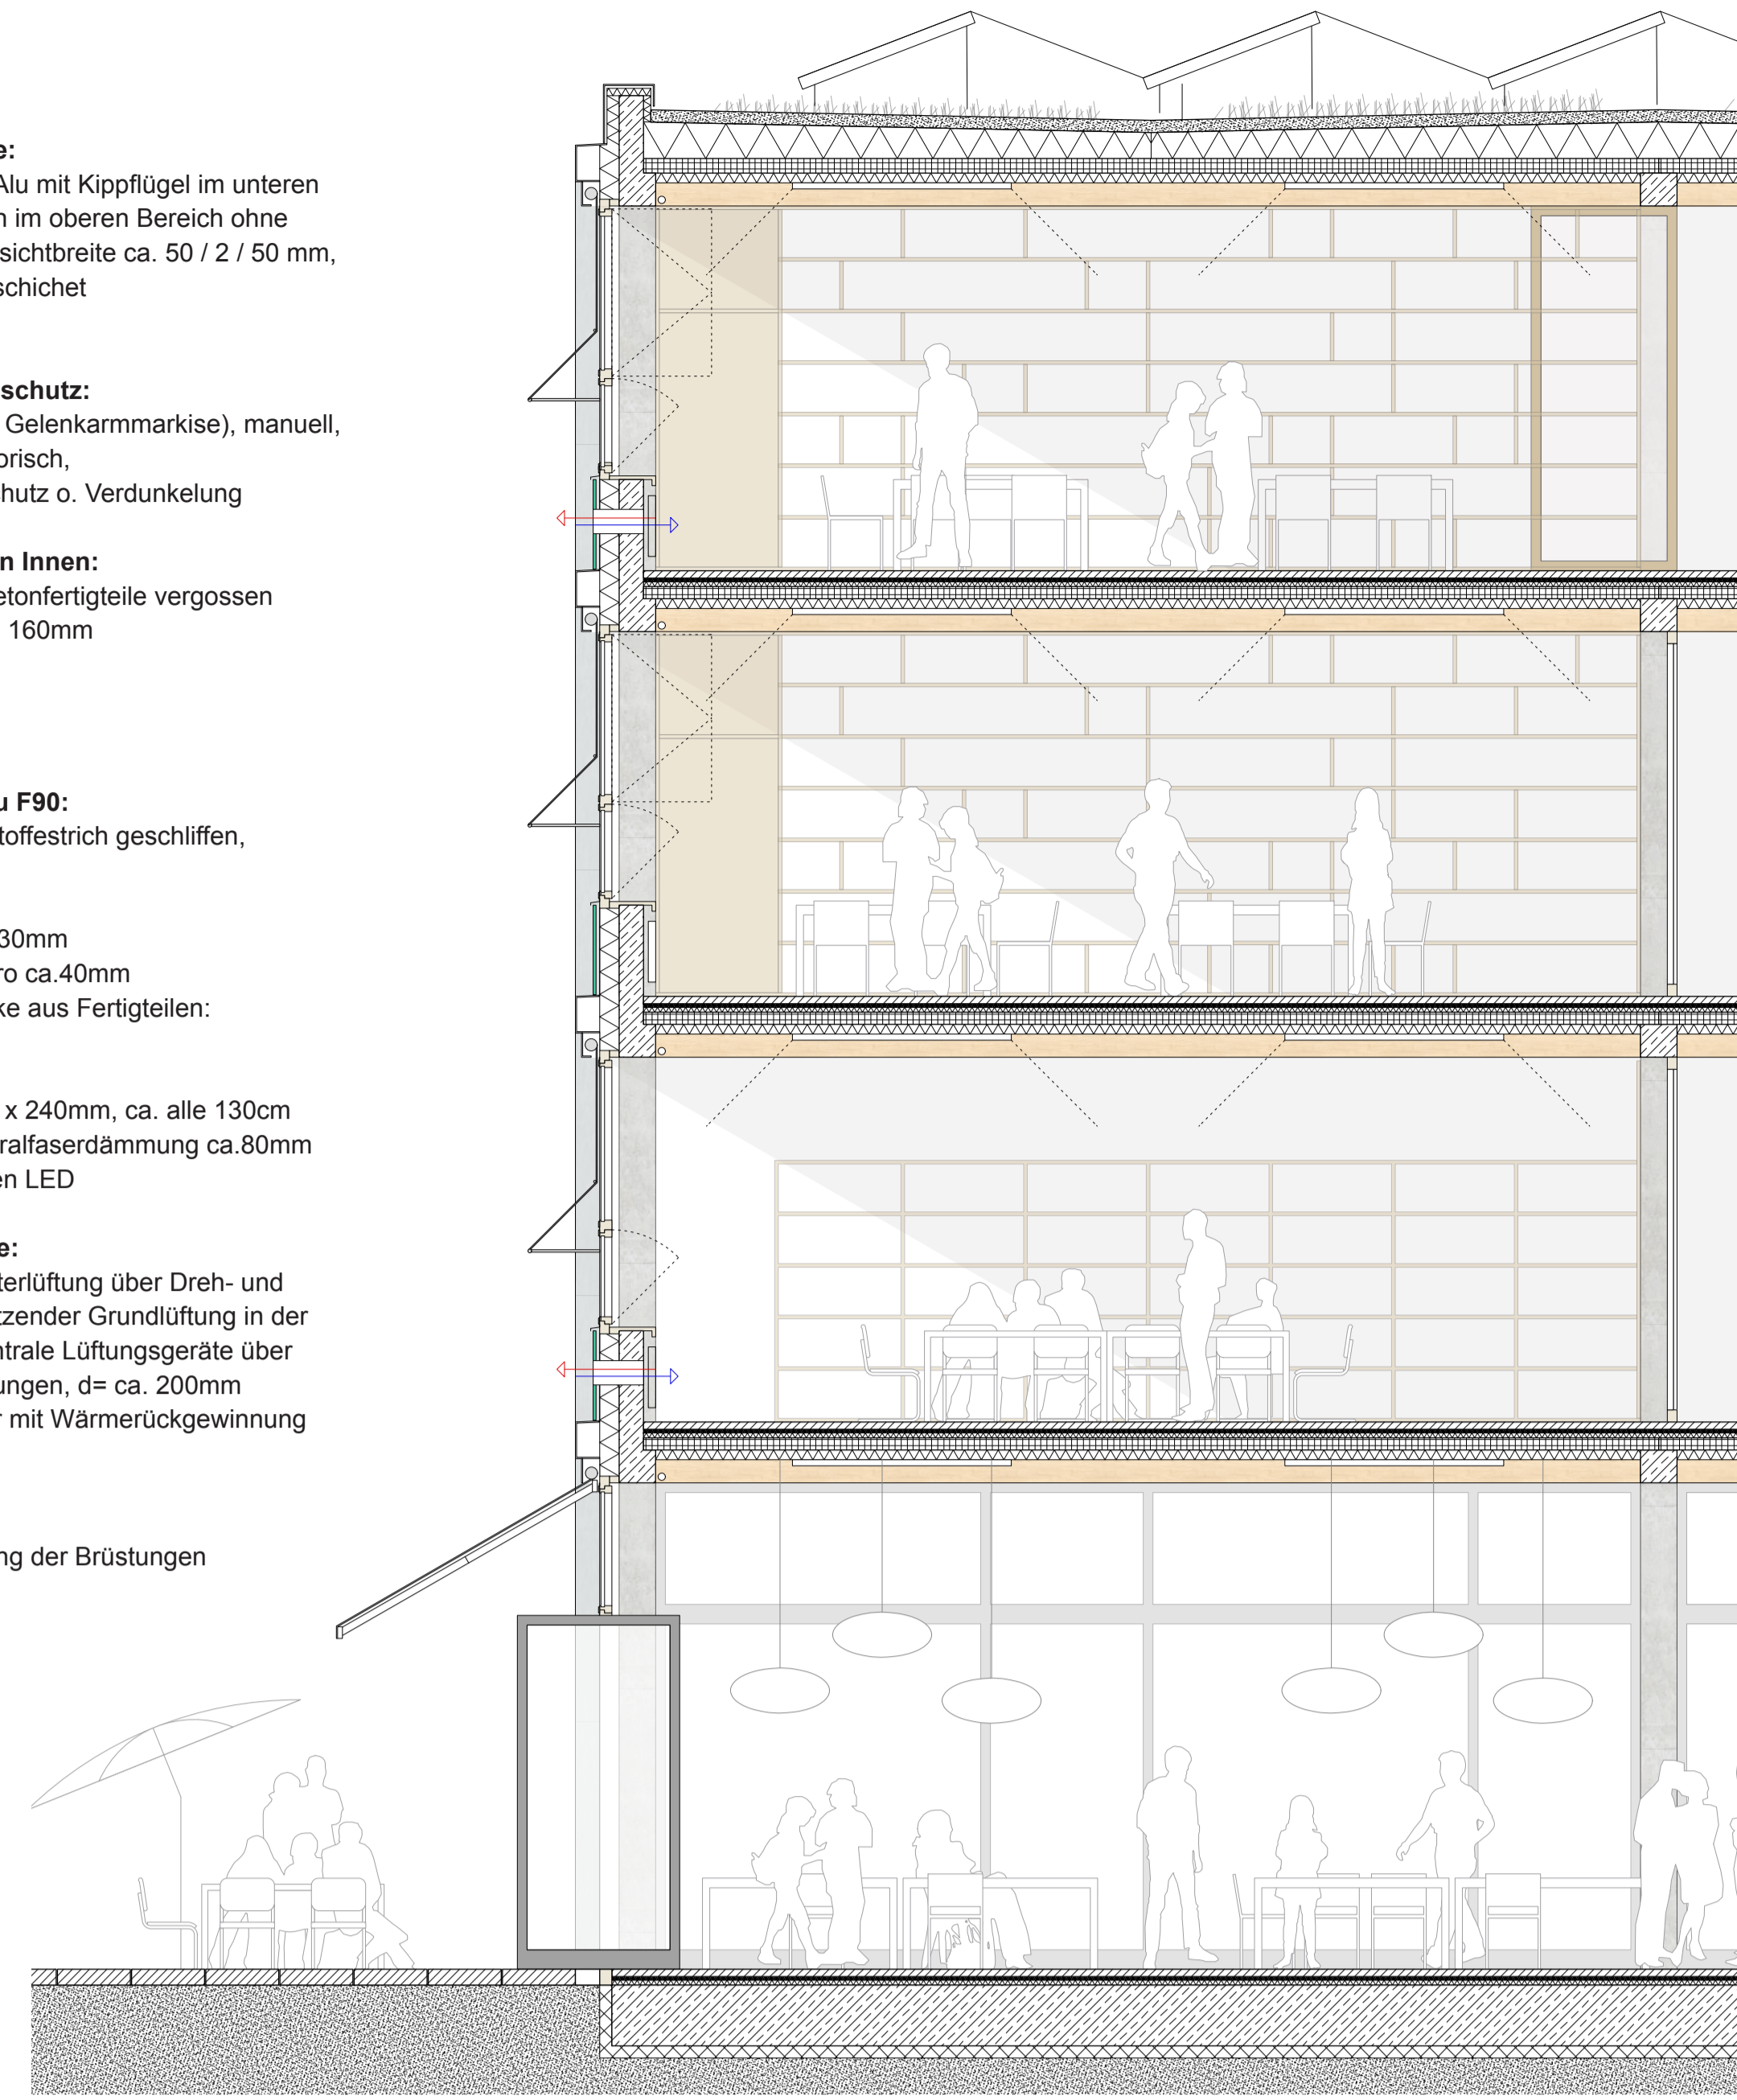 e:
Alu mit Kippflügel im unteren
n im oberen Bereich ohne
sichtbreite ca. 50 / 2 / 50 mm,
schichet
schutz:
Gelenkarmmarkise), manuell,
orisch,
hutz o. Verdunkelung
n Innen:
etonfertigteile vergossen
160mm
u F90:
toffestrich geschliffen,
30mm
ro ca.40mm
ke aus Fertigteilen:
x 240mm, ca. alle 130cm
ralfaserdämmung ca.80mm
en LED
e:
terlüftung über Dreh- und
tzender Grundlüftung in der
ntrale Lüftungsgeräte über
ungen, d= ca. 200mm
r mit Wärmerückgewinnung
ng der Brüstungen